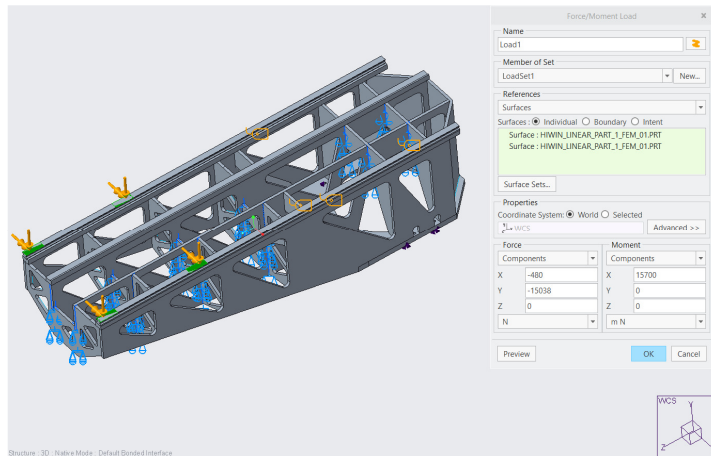 Force/Moment Load
Name
Load1
Member of Set
LoadSet1
New...
References
Surfaces
Surfaces : Individual Boundary Intent
Surface : HIWIN_LINEAR_PART_1_FEM_01.PRT
Surface : HIWIN_LINEAR_PART_1_FEM_01.PRT
Surface Sets...
Properties
Coordinate System: World Selected
WCS Advanced >>
Force Moment
Components Components
X -480 X 15700
Y -15038 Y 0
Z 0 Z 0
N m N
Preview OK Cancel
WCS Y
Z
Structure : 3D : Native Mode : Default Bonded Interface